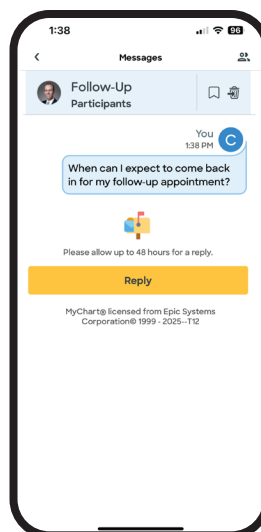 1:38
96
Messages
Follow-Up
Participants
You
1:38 PM
C
When can I expect to come back
in for my follow-up appointment?
Please allow up to 48 hours for a reply.
Reply
MyChart® licensed from Epic Systems
Corporation© 1999 - 2025--T12